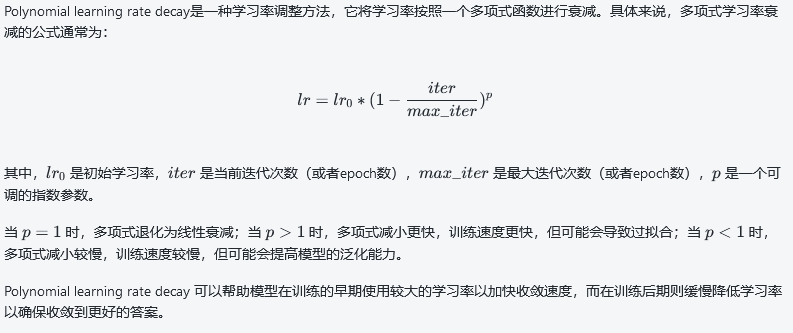 Polynomial learning rate decay是一种学习率调整方法，它将学习率按照一个多项式函数进行衰减。具体来说，多项式学习率衰
减的公式通常为：
lr = lr₀ * (1 − iter/max_iter)ᵖ
其中，lr₀ 是初始学习率，iter 是当前迭代次数（或者epoch数），max_iter 是最大迭代次数（或者epoch数），p 是一个可
调的指数参数。
当 p = 1 时，多项式退化为线性衰减；当 p > 1 时，多项式减小更快，训练速度更快，但可能会导致过拟合；当 p < 1 时，
多项式减小较慢，训练速度较慢，但可能会提高模型的泛化能力。
Polynomial learning rate decay 可以帮助模型在训练的早期使用较大的学习率以加快收敛速度，而在训练后期则缓慢降低学习率
以确保收敛到更好的答案。